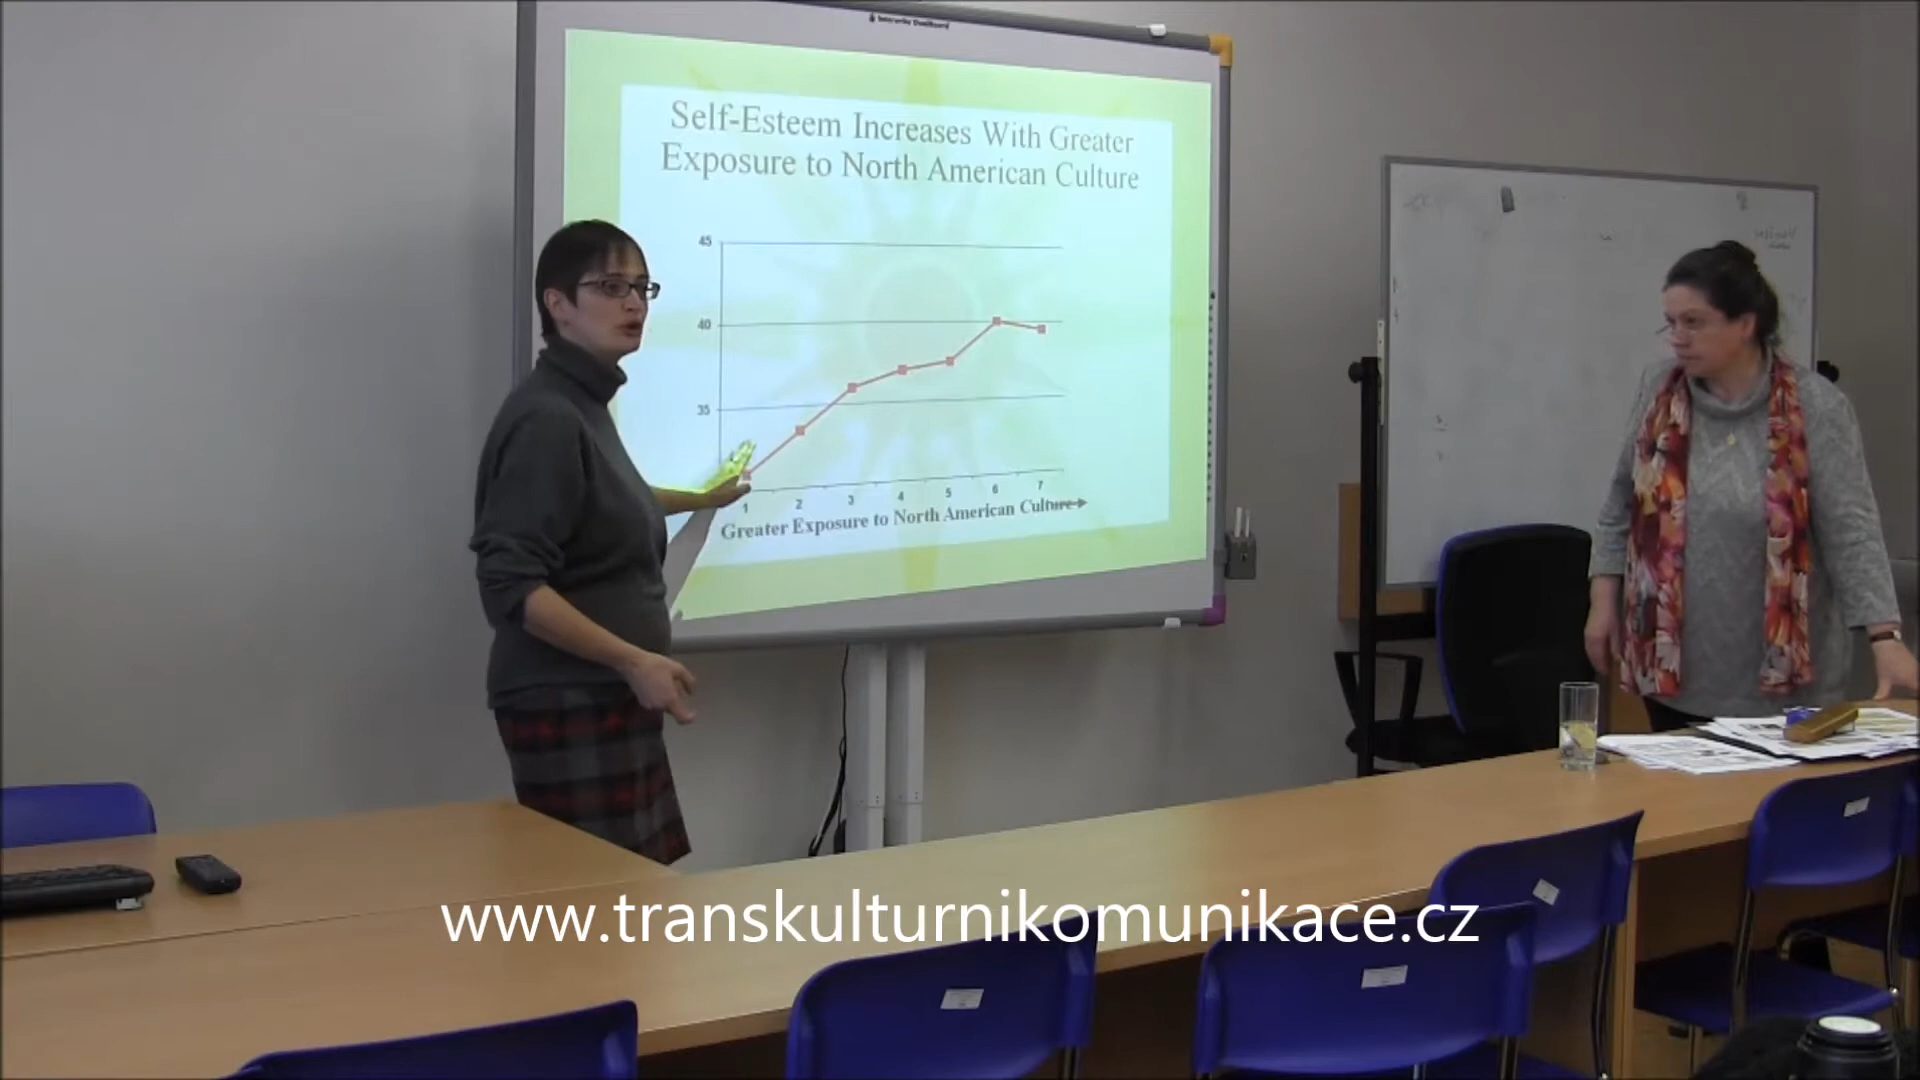 Self-Esteem Increases With Greater
Exposure to North American Culture
45
40
35
1 2 3 4 5 6 7
Greater Exposure to North American Culture
www.transkulturnikomunikace.cz